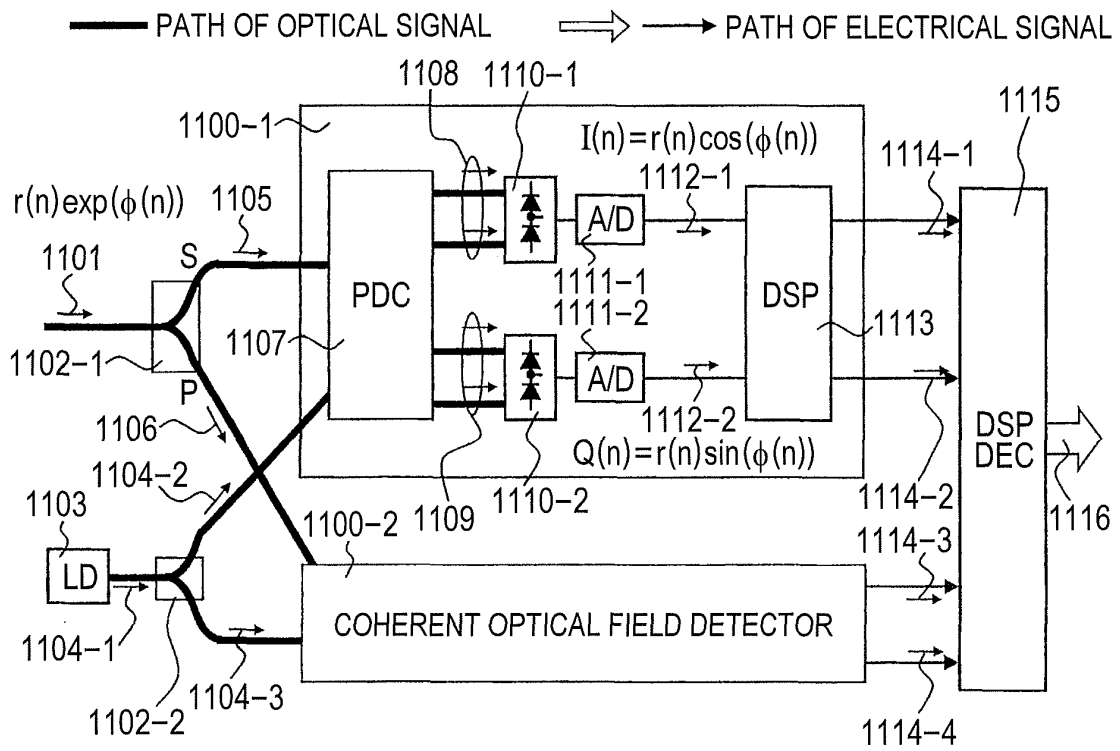 PATH OF OPTICAL SIGNAL
PATH OF ELECTRICAL SIGNAL
1108
1110-1
1115
1100-1
I(n)=r(n)cos(ϕ(n))
1112-1
1114-1
r(n)exp(ϕ(n))
1105
1101
S
A/D
1111-1
PDC
DSP
1111-2
1113
1107
1102-1
A/D
P
1106
1112-2
DSP
DEC
1104-2
Q(n)=r(n)sin(ϕ(n))
1114-2
1116
1103
1109
1110-2
1100-2
1114-3
LD
COHERENT OPTICAL FIELD DETECTOR
1104-1
1104-3
1102-2
1114-4